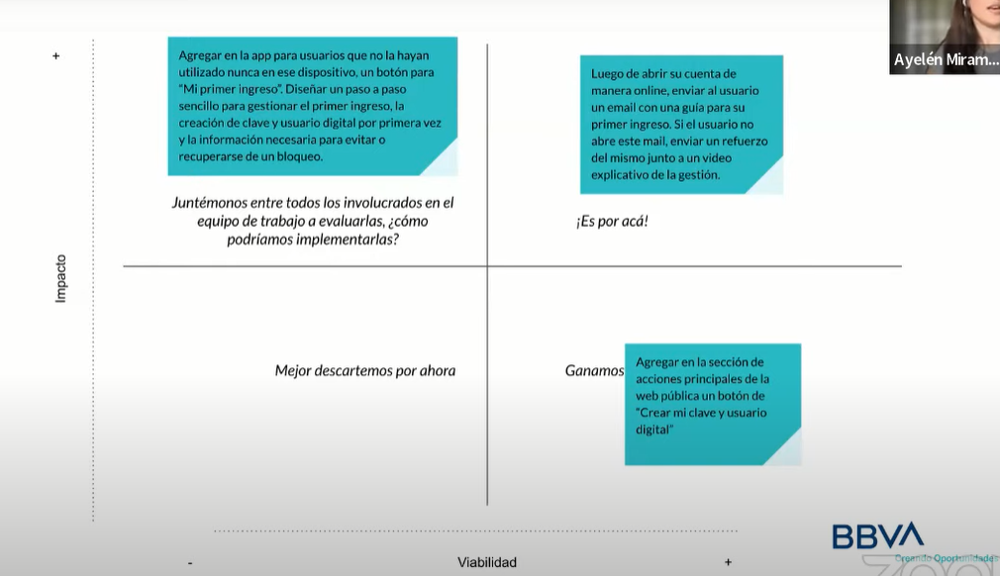 Ayelén Miram...
+
Agregar en la app para usuarios que no la hayan
utilizado nunca en ese dispositivo, un botón para
“Mi primer ingreso”. Diseñar un paso a paso
sencillo para gestionar el primer ingreso, la
creación de clave y usuario digital por primera vez
y la información necesaria para evitar o
recuperarse de un bloqueo.
Juntémonos entre todos los involucrados en el
equipo de trabajo a evaluarlas, ¿cómo
podríamos implementarlas?
Luego de abrir su cuenta de
manera online, enviar al usuario
un email con una guía para su
primer ingreso. Si el usuario no
abre este mail, enviar un refuerzo
del mismo junto a un video
explicativo de la gestión.
¡Es por acá!
Impacto
Mejor descartemos por ahora
Ganamos
Agregar en la sección de
acciones principales de la
web pública un botón de
“Crear mi clave y usuario
digital”
BBVA
Creando Oportunidades
zoom
-
Viabilidad
+